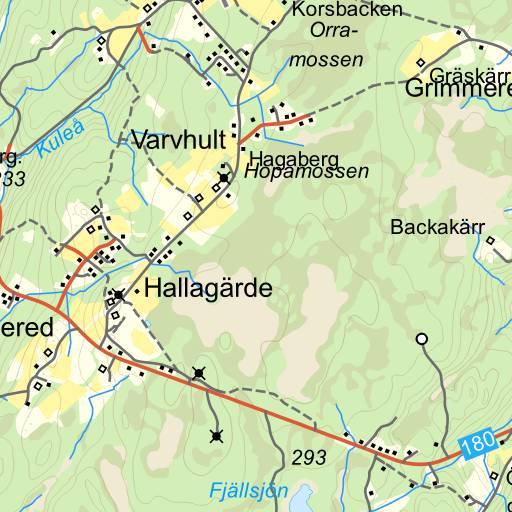 Korsbacken
Orra-
mossen
Gräskärr
Grimmere
Kuleå
Varvhult
rg.
Hagaberg
Hopamossen
233
Backakärr
Hallagärde
ered
180
293
Fjällsjön